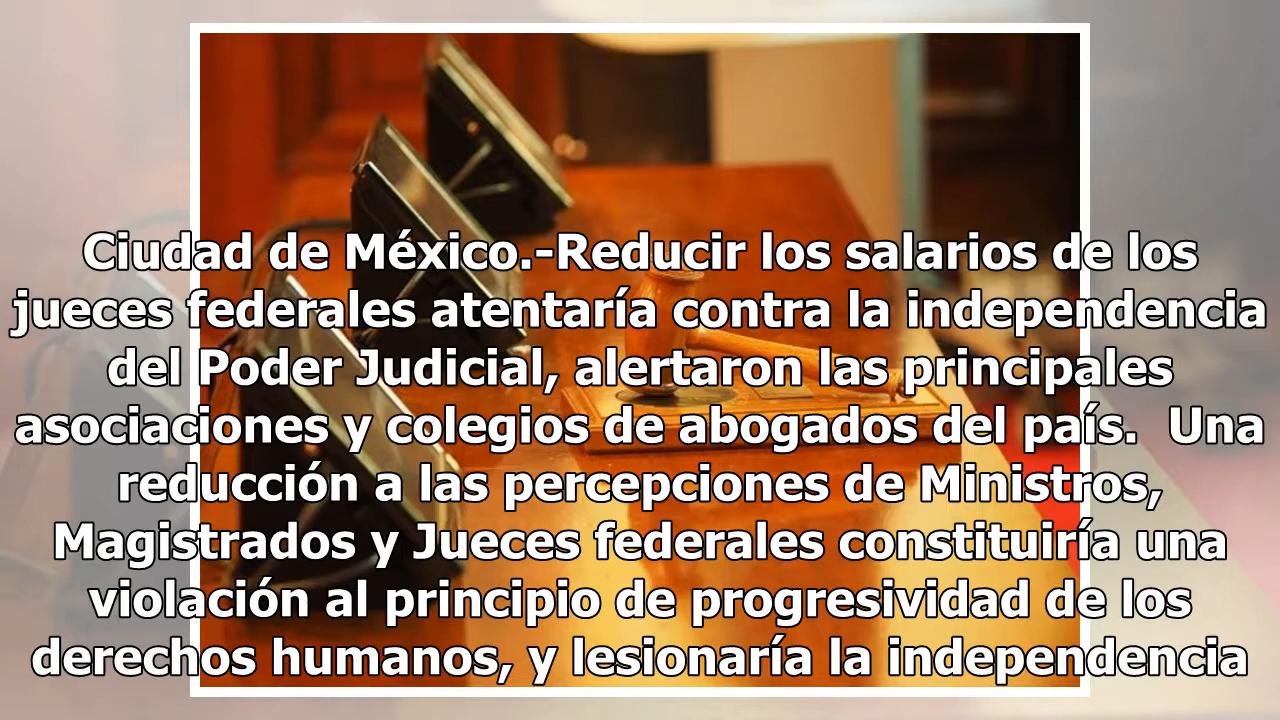 Ciudad de México.-Reducir los salarios de los
jueces federales atentaría contra la independencia
del Poder Judicial, alertaron las principales
asociaciones y colegios de abogados del país.  Una
reducción a las percepciones de Ministros,
Magistrados y Jueces federales constituiría una
violación al principio de progresividad de los
derechos humanos, y lesionaría la independencia